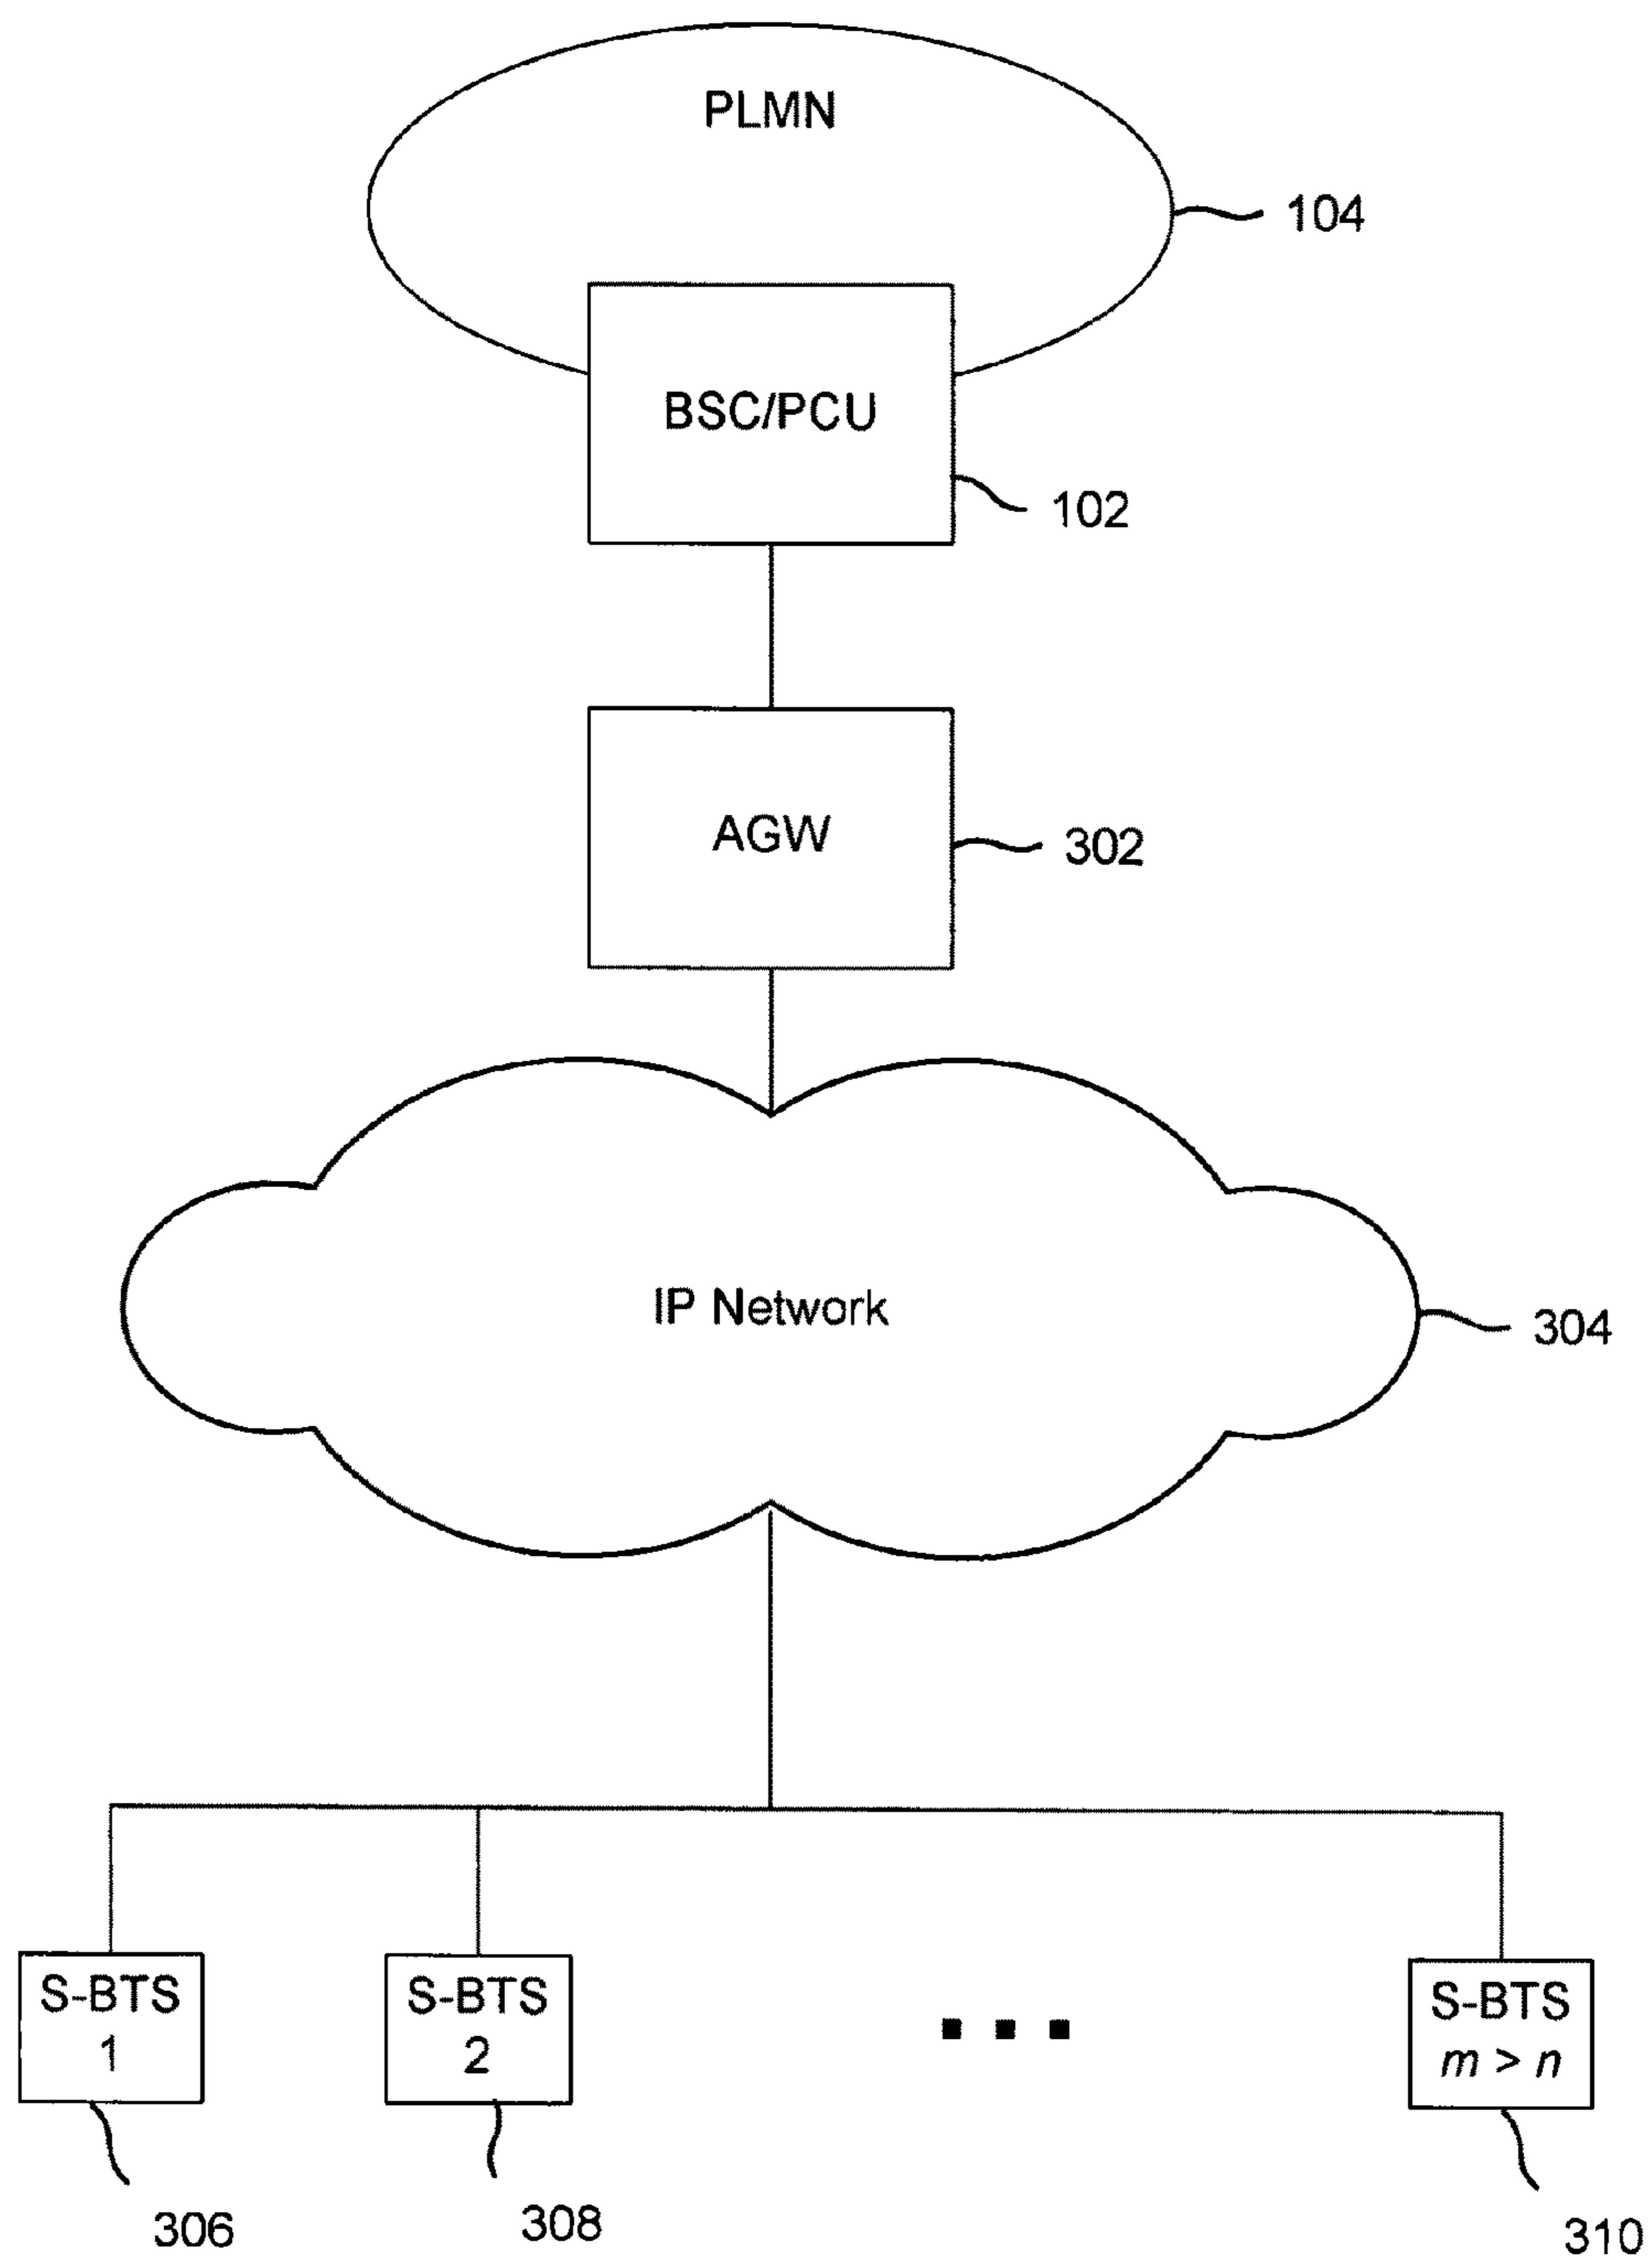 PLMN
104
BSC/PCU
102
AGW
302
IP Network
304
S-BTS
1
S-BTS
2
S-BTS
m > n
306
308
310